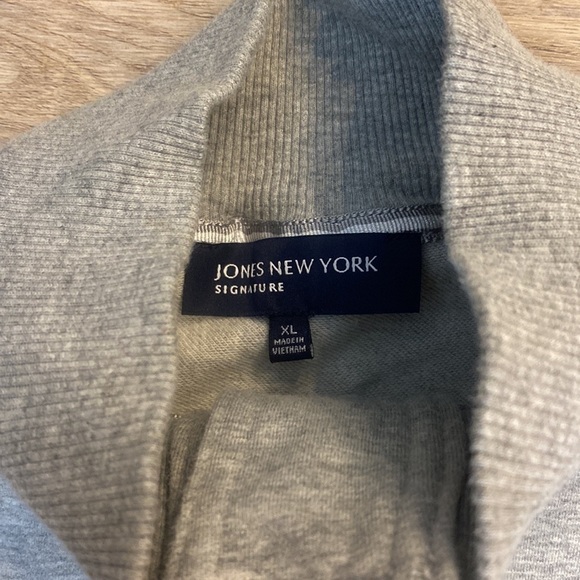 JONES NEW YORK
SIGNATURE
XL
MADE IN
VIETNAM